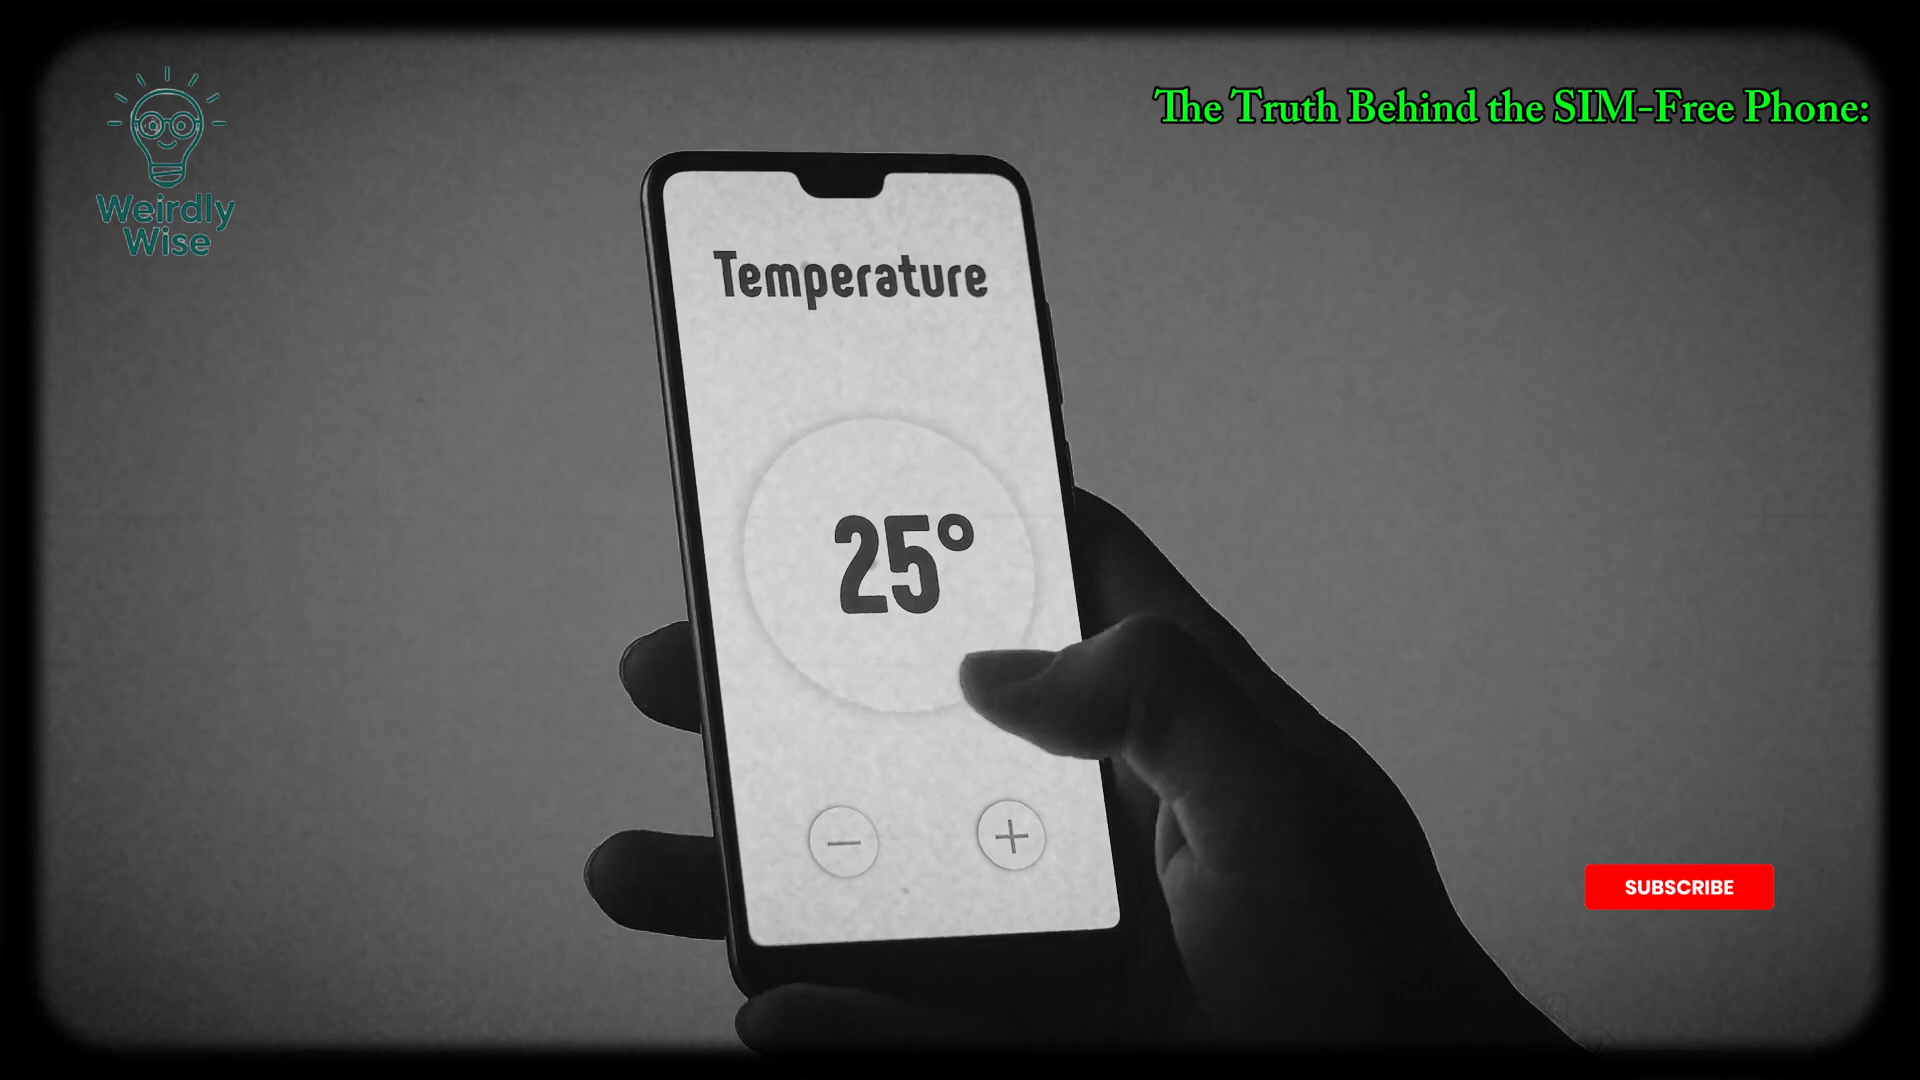 Weirdly
Wise
The Truth Behind the SIM-Free Phone:
Temperature
25°
SUBSCRIBE